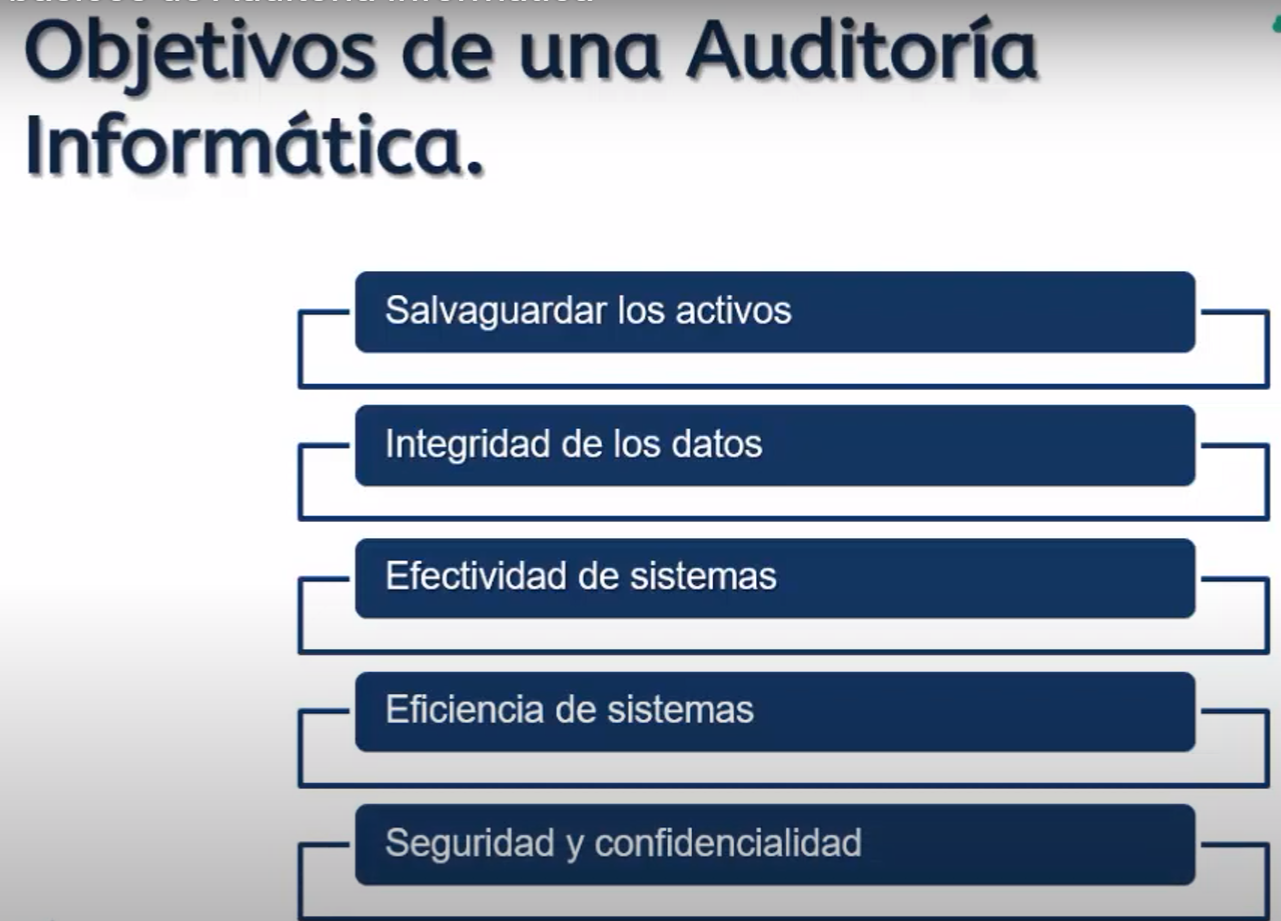 Objetivos de una Auditoría
Informática.
Salvaguardar los activos
Integridad de los datos
Efectividad de sistemas
Eficiencia de sistemas
Seguridad y confidencialidad